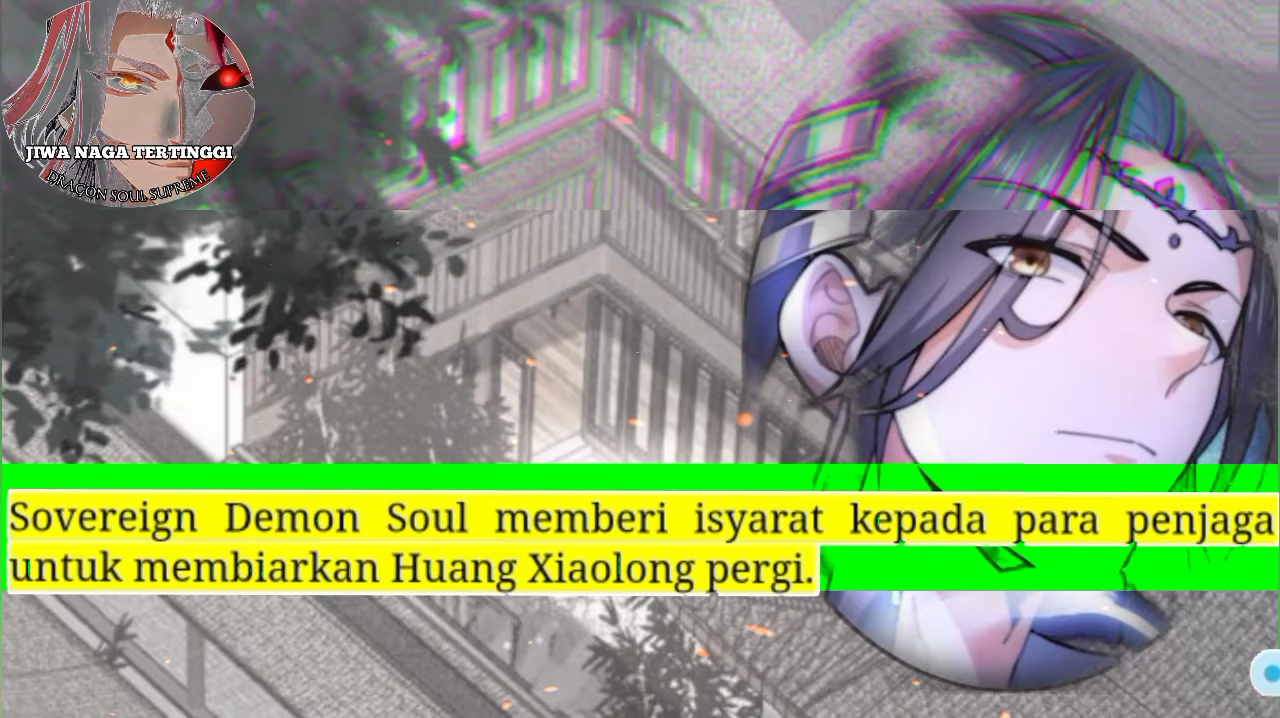 JIWA NAGA TERTINGGI
DRAGON SOUL SUPREME
Sovereign Demon Soul memberi isyarat kepada para penjaga
untuk membiarkan Huang Xiaolong pergi.